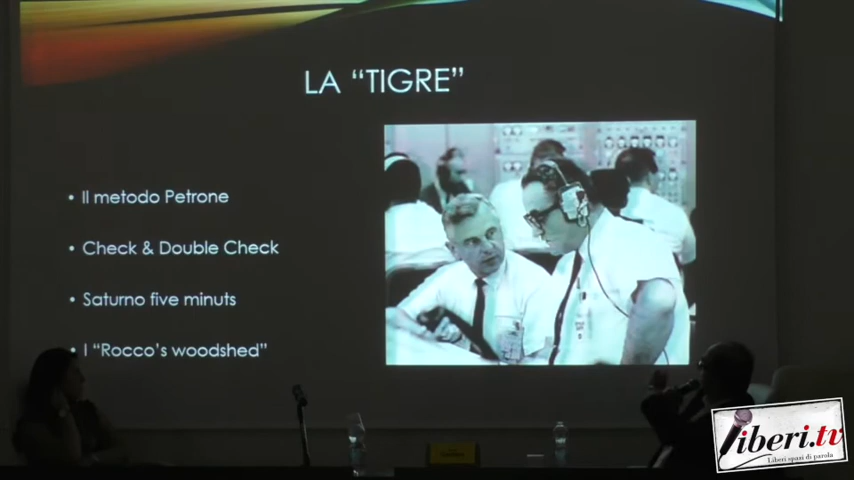 LA “TIGRE”
• Il metodo Petrone
• Check & Double Check
• Saturno five minuts
• I “Rocco’s woodshed”
liberi.tv
Liberi spazi di parola